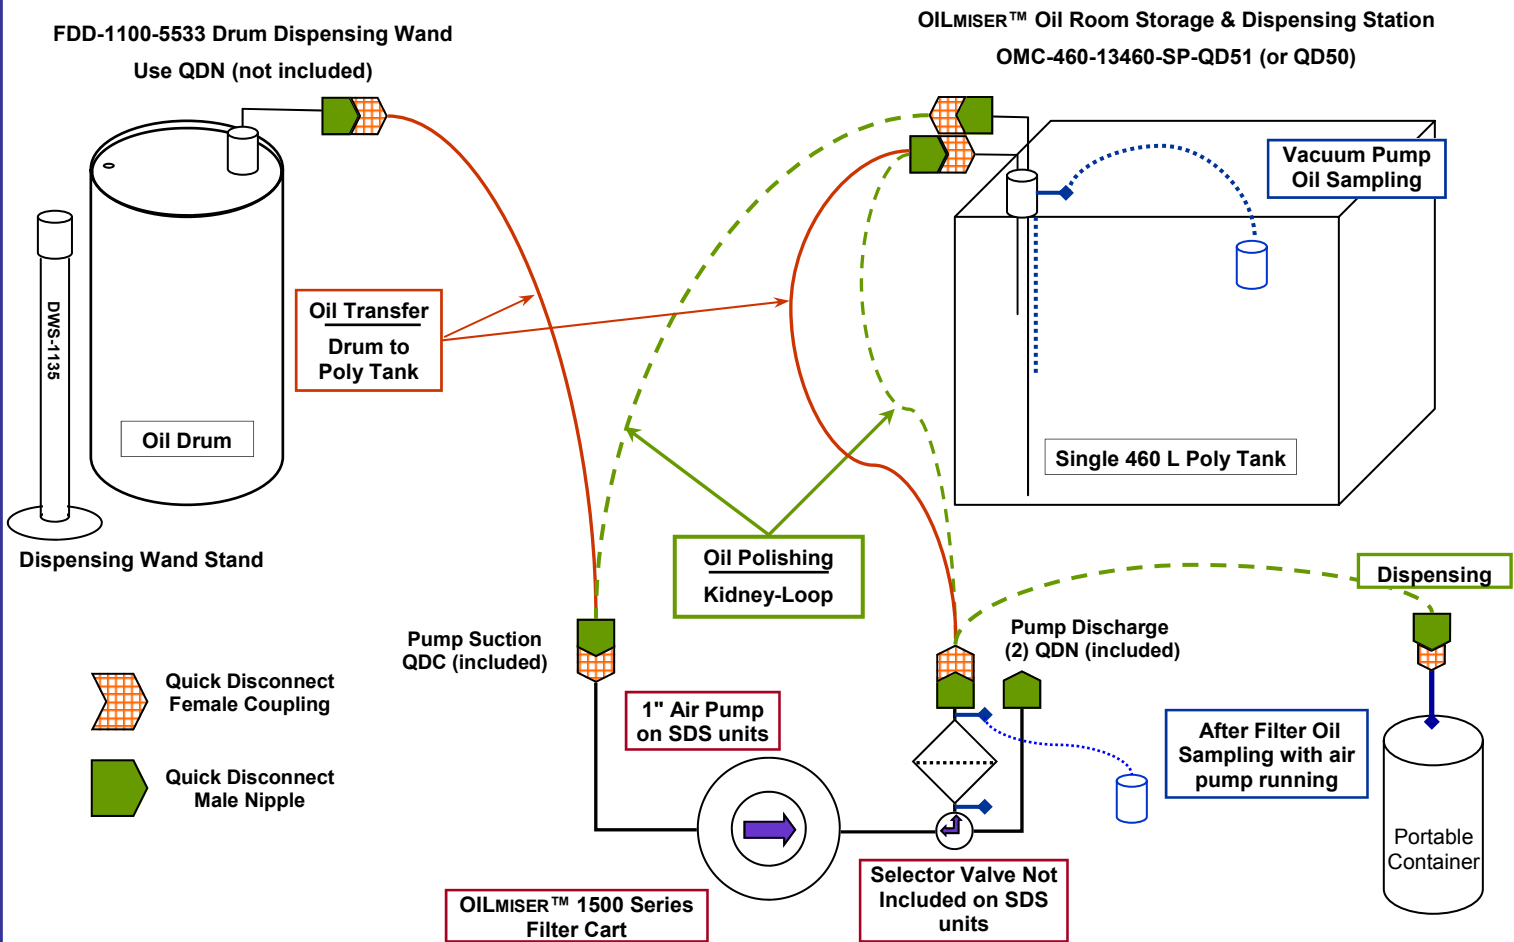 FDD-1100-5533 Drum Dispensing Wand
Use QDN (not included)
OILMISER™ Oil Room Storage & Dispensing Station
OMC-460-13460-SP-QD51 (or QD50)
Vacuum Pump
Oil Sampling
DWS-1135
Oil Transfer
Drum to
Poly Tank
Oil Drum
Single 460 L Poly Tank
Dispensing Wand Stand
Oil Polishing
Kidney-Loop
Dispensing
Pump Suction
QDC (included)
Pump Discharge
(2) QDN (included)
Quick Disconnect
Female Coupling
1" Air Pump
on SDS units
After Filter Oil
Sampling with air
pump running
Quick Disconnect
Male Nipple
Portable
Container
Selector Valve Not
Included on SDS
units
OILMISER™ 1500 Series
Filter Cart